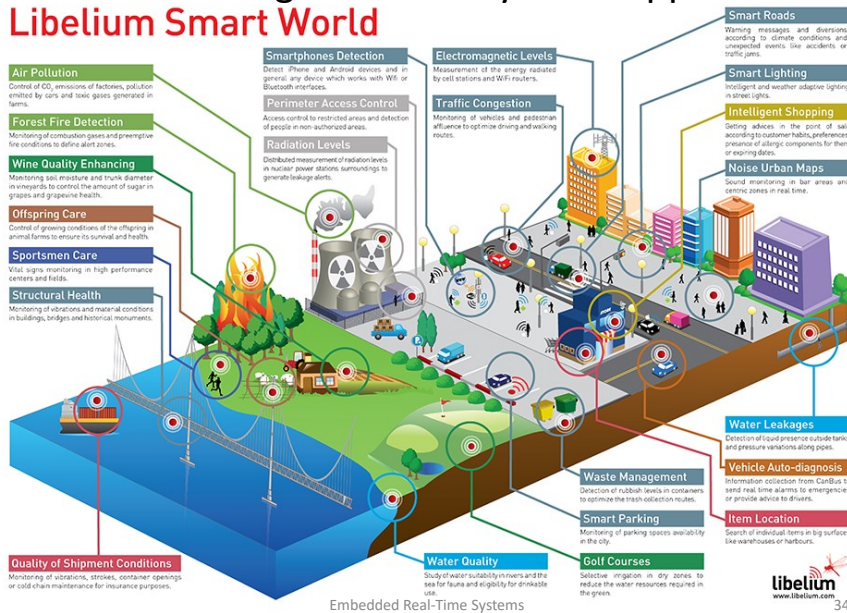 Libelium Smart World
Air Pollution
Control of CO₂ emissions of factories, pollution
emitted by cars and toxic gases generated in
farms.
Forest Fire Detection
Monitoring of combustion gases and preemptive
fire conditions to define alert zones.
Wine Quality Enhancing
Monitoring soil moisture and trunk diameter
in vineyards to control the amount of sugar in
grapes and grapevine health.
Offspring Care
Control of growing conditions of the offspring in
animal farms to ensure its survival and health.
Sportsmen Care
Vital signs monitoring in high performance
centers and fields.
Structural Health
Monitoring of vibrations and material conditions
in buildings, bridges and historical monuments.
Quality of Shipment Conditions
Monitoring of vibrations, strokes, container openings
or cold chain maintenance for insurance purposes.
Smartphones Detection
Detect iPhone and Android devices and in
general any device which works with Wifi or
Bluetooth interfaces.
Perimeter Access Control
Access control to restricted areas and detection
of people in non-authorized areas.
Radiation Levels
Distributed measurement of radiation levels
in nuclear power stations surroundings to
generate leakage alerts.
Electromagnetic Levels
Measurement of the energy radiated
by cell stations and WiFi routers.
Traffic Congestion
Monitoring of vehicles and pedestrian
affluence to optimize driving and walking
routes.
Smart Roads
Warning messages and diversions
according to climate conditions and
unexpected events like accidents or
traffic jams.
Smart Lighting
Intelligent and weather adaptive lighting
in street lights.
Intelligent Shopping
Getting advices in the point of sale
according to customer habits, preferences,
presence of allergic components for them
or expiring dates.
Noise Urban Maps
Sound monitoring in bar areas and
centric zones in real time.
Water Leakages
Detection of liquid presence outside tanks
and pressure variations along pipes.
Vehicle Auto-diagnosis
Information collection from CanBus to
send real time alarms to emergencies
or provide advice to drivers.
Item Location
Search of individual items in big surfaces
like warehouses or harbours.
Waste Management
Detection of rubbish levels in containers
to optimize the trash collection routes.
Smart Parking
Monitoring of parking spaces availability
in the city.
Golf Courses
Selective irrigation in dry zones to
reduce the water resources required in
the green.
Water Quality
Study of water suitability in rivers and the
sea for fauna and eligibility for drinkable
use.
libelium
www.libelium.com
Embedded Real-Time Systems
34